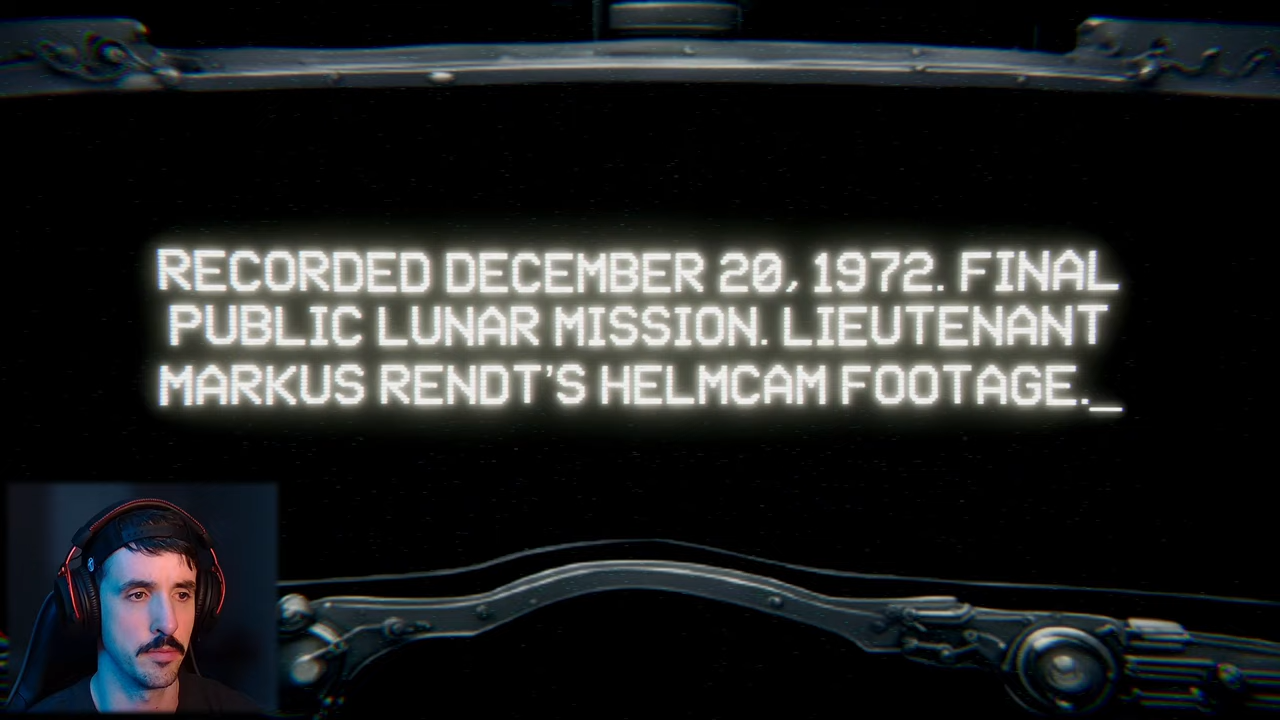 RECORDED DECEMBER 20, 1972. FINAL
PUBLIC LUNAR MISSION. LIEUTENANT
MARKUS RENDT'S HELMCAM FOOTAGE._